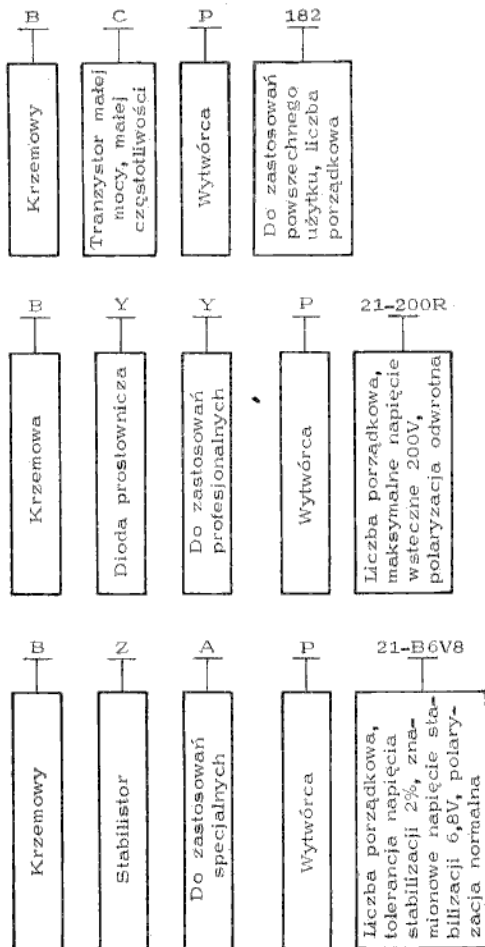 B
C
P
182
Krzemowy
Tranzystor małej
mocy, małej
częstotliwości
Wytwórca
Do zastosowań
powszechnego
użytku, liczba
porządkowa
B
Y
Y
P
21-200R
Krzemowa
Dioda prostownicza
Do zastosowań
profesjonalnych
Wytwórca
Liczba porządkowa,
maksymalne napięcie
wsteczne 200V,
polaryzacja odwrotna
B
Z
A
P
21-B6V8
Krzemowy
Stabilistor
Do zastosowań
specjalnych
Wytwórca
Liczba porządkowa,
tolerancja napięcia
stabilizacji 2%, zna-
mionowe napięcie sta-
bilizacji 6,8V, polary-
zacja normalna